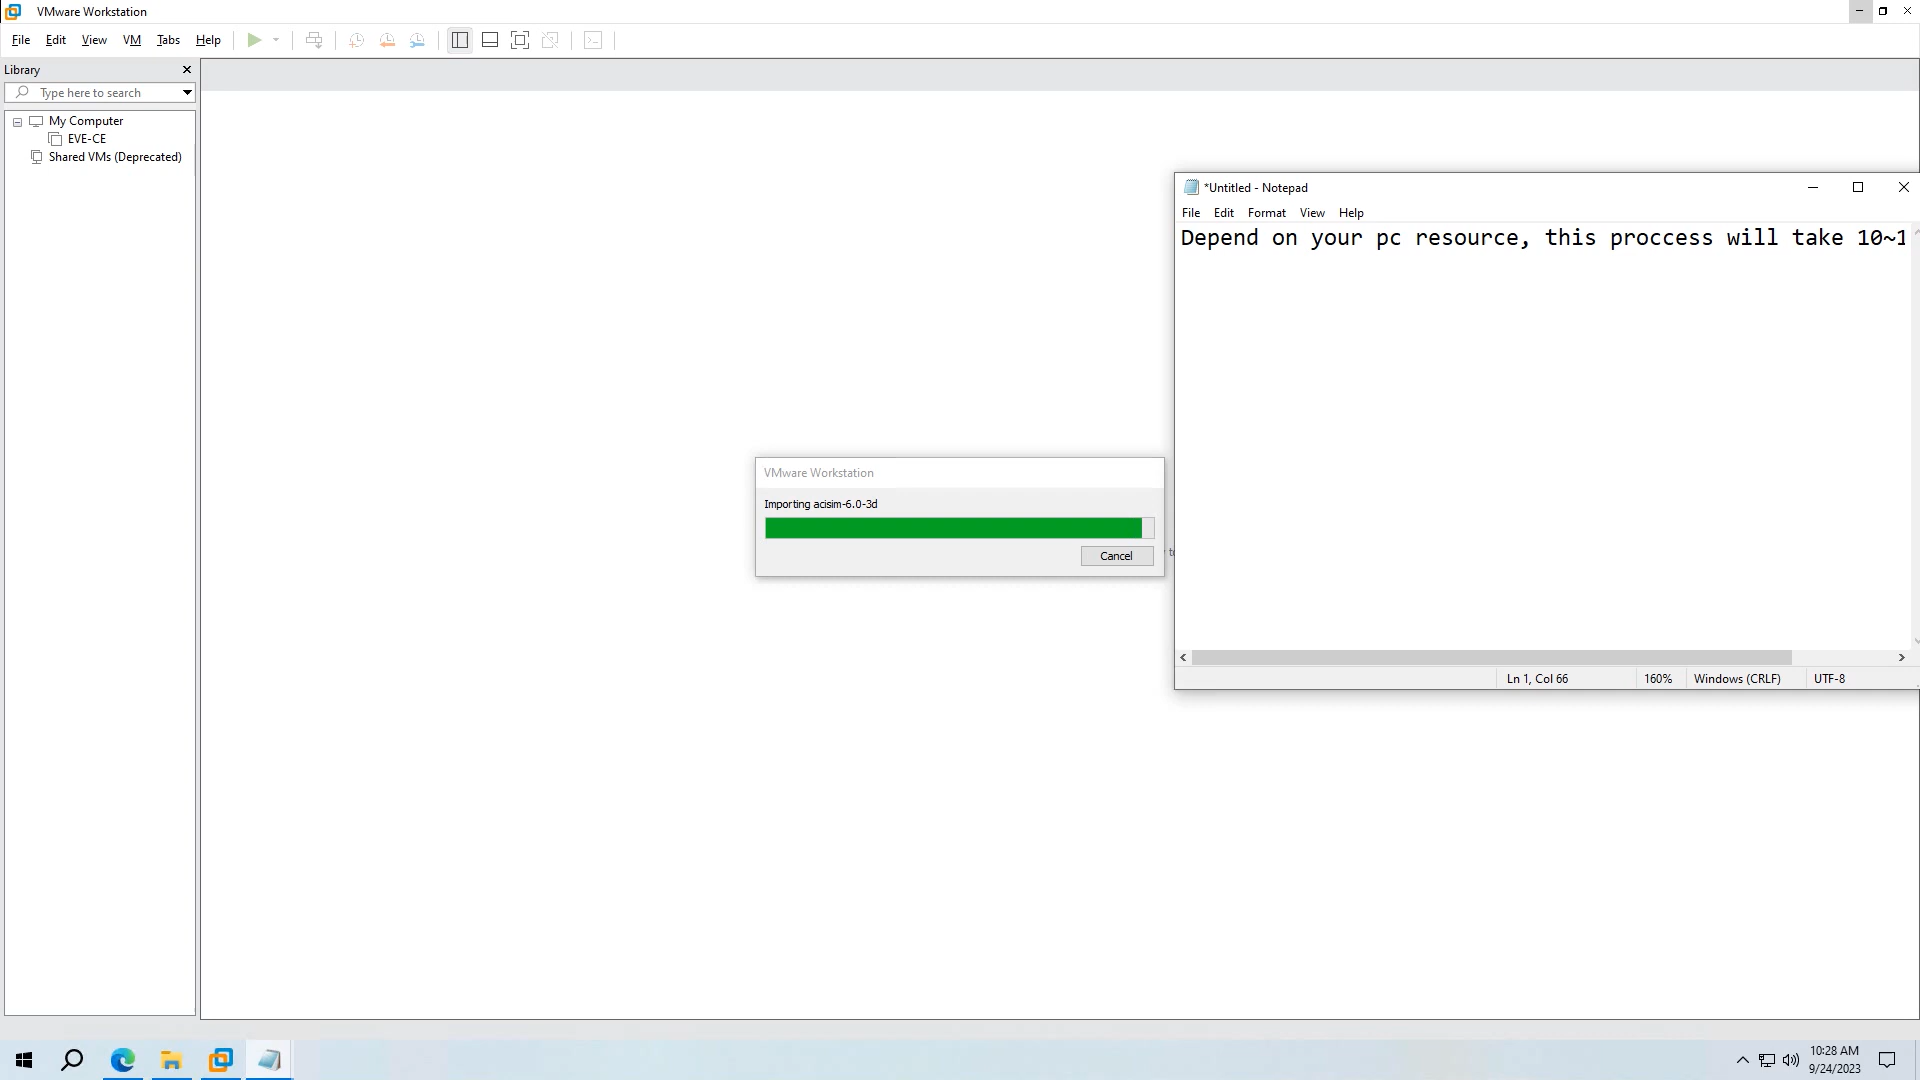 VMware Workstation
File Edit View VM Tabs Help
Library
Type here to search
My Computer
EVE-CE
Shared VMs (Deprecated)
*Untitled - Notepad
File Edit Format View Help
Depend on your pc resource, this proccess will take 10~1
VMware Workstation
Importing acisim-6.0-3d
Cancel
Ln 1, Col 66 160% Windows (CRLF) UTF-8
10:28 AM
9/24/2023